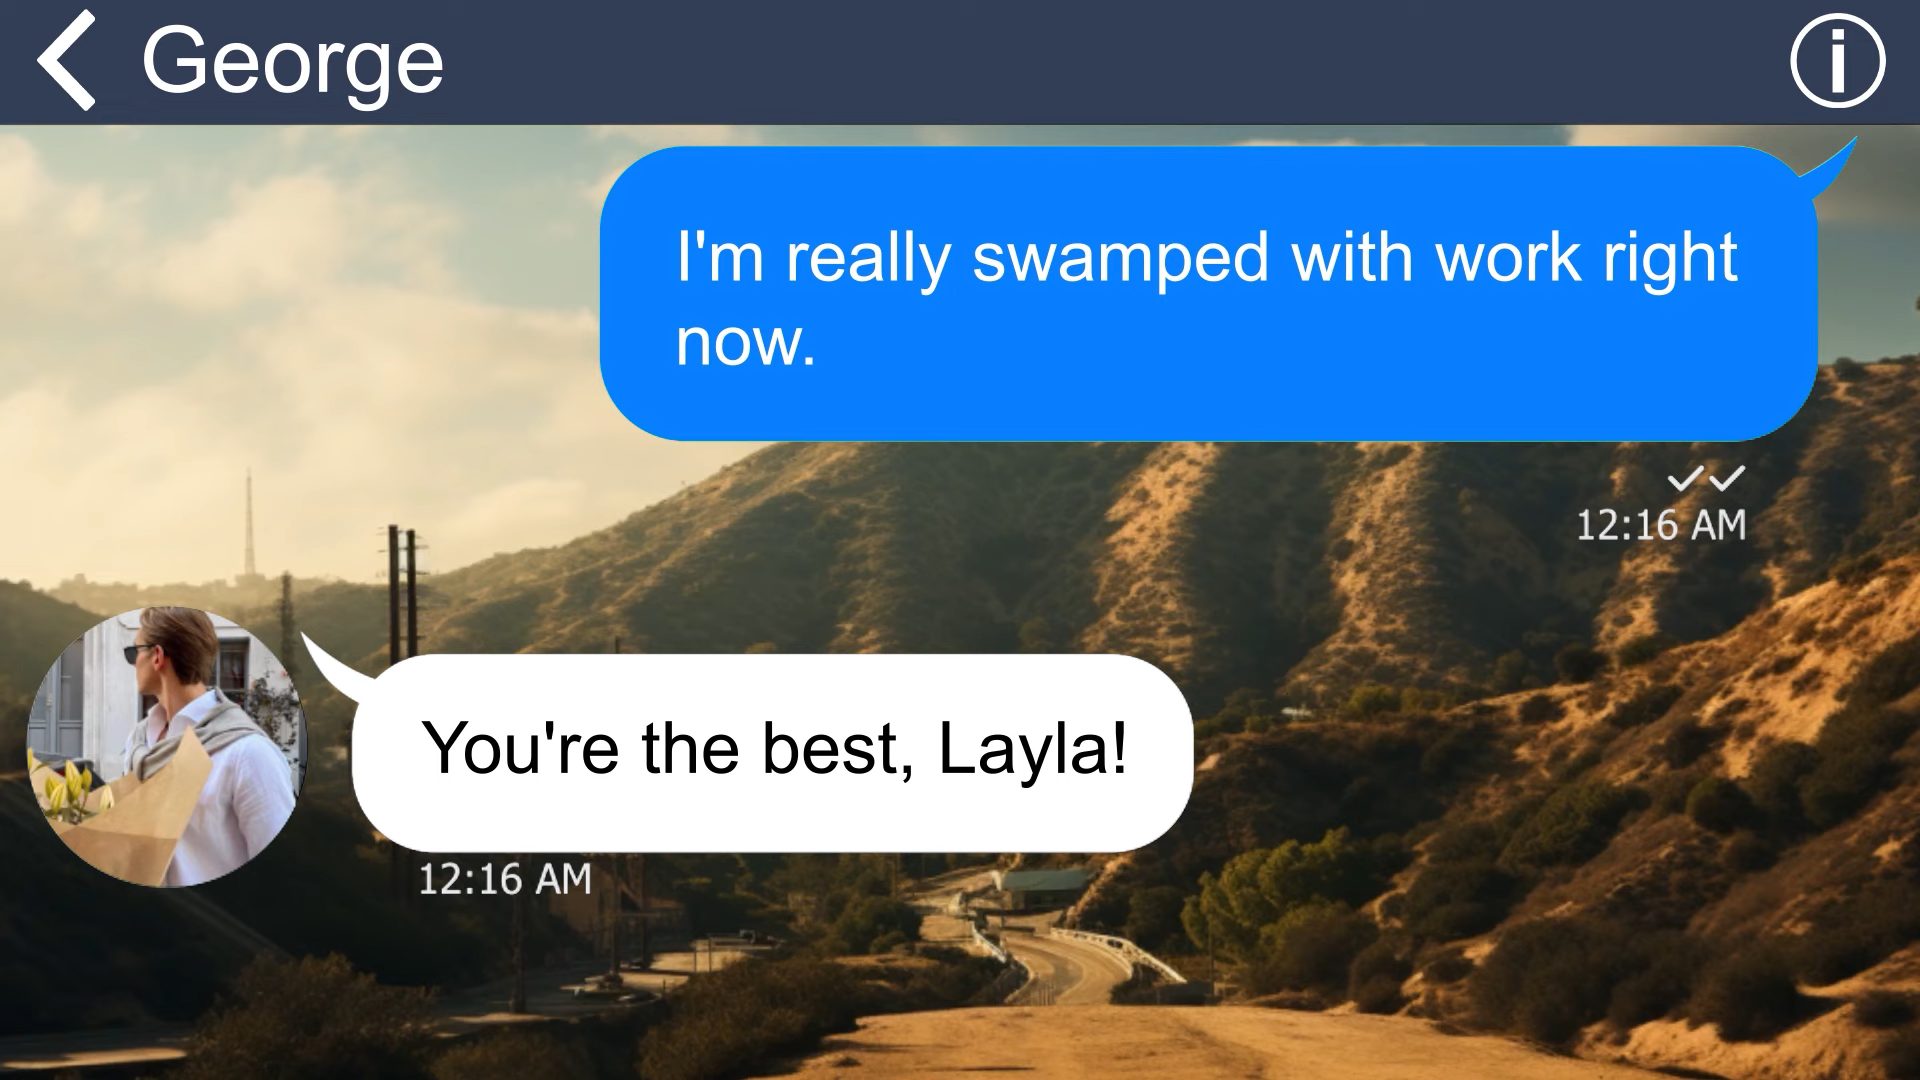 George
I'm really swamped with work right
now.
12:16 AM
You're the best, Layla!
12:16 AM